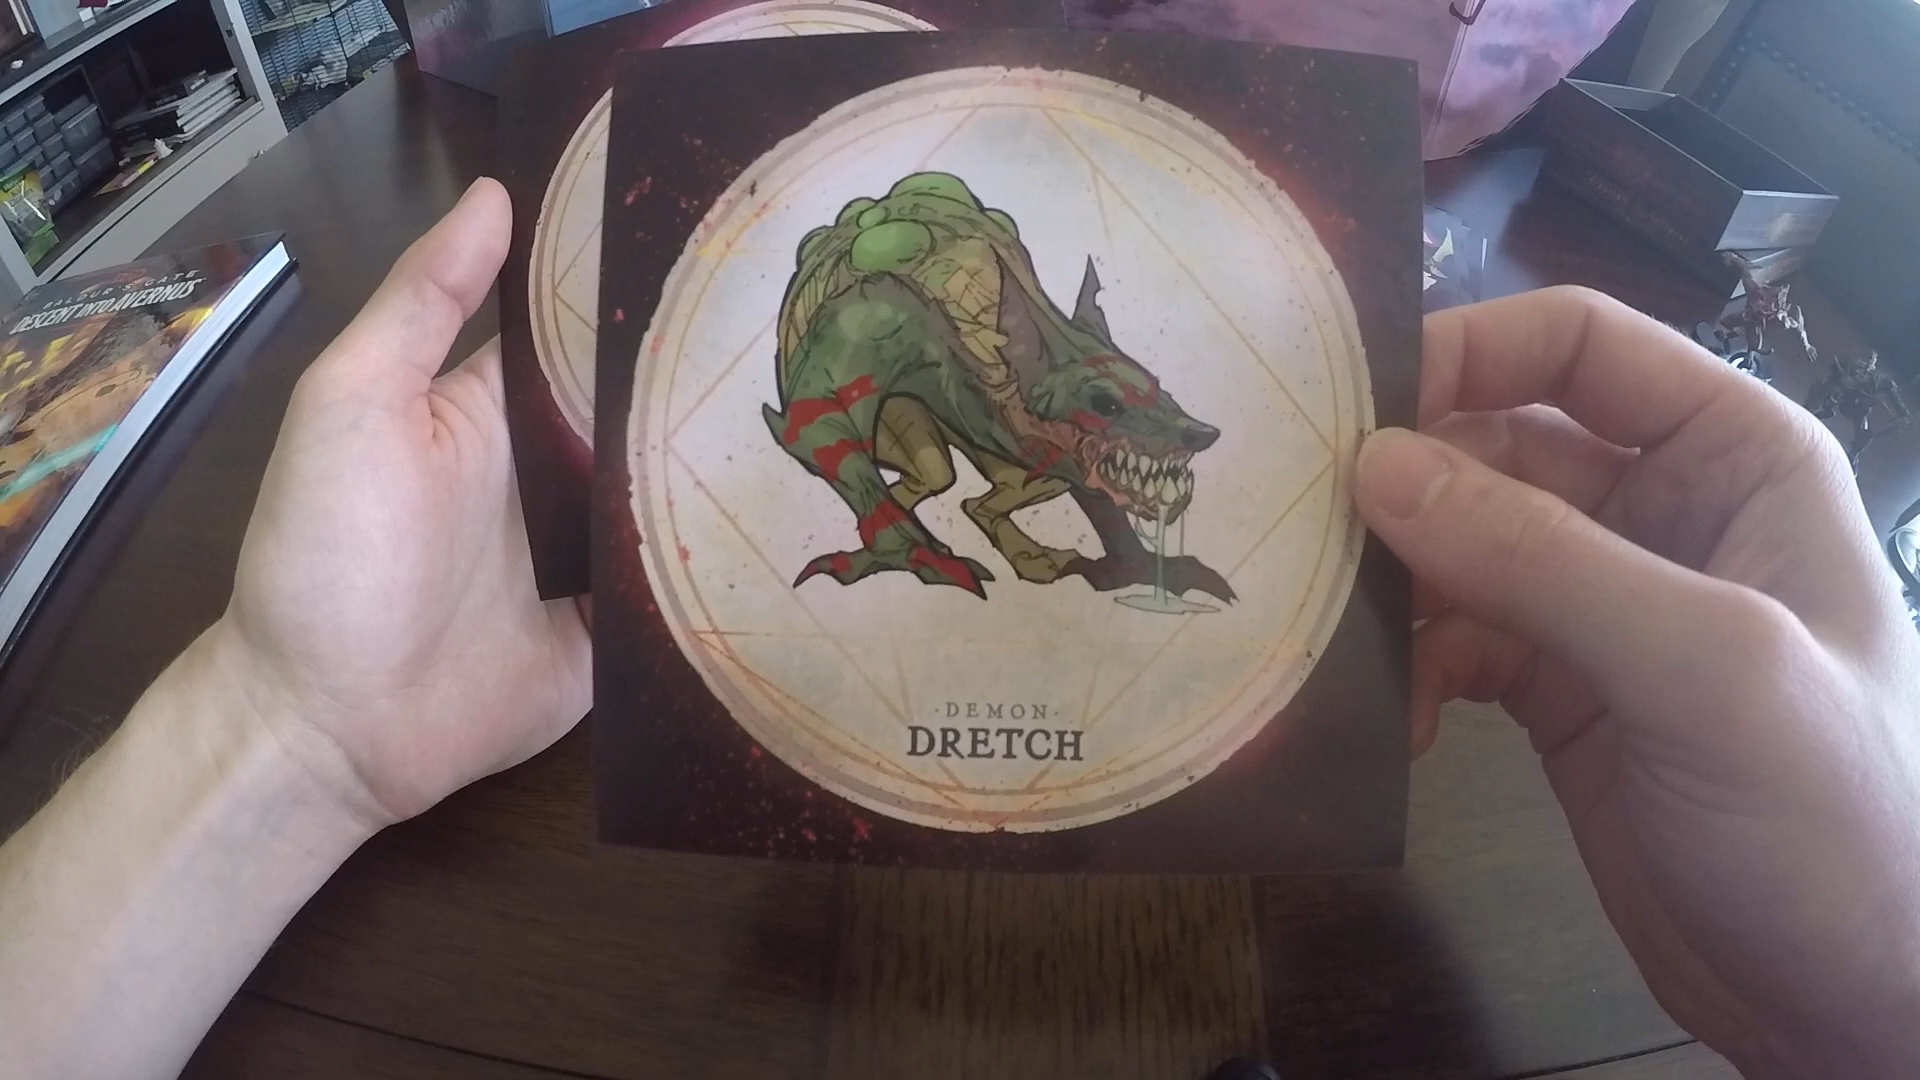 BALDUR'S GATE
DESCENT INTO AVERNUS
·DEMON·
DRETCH